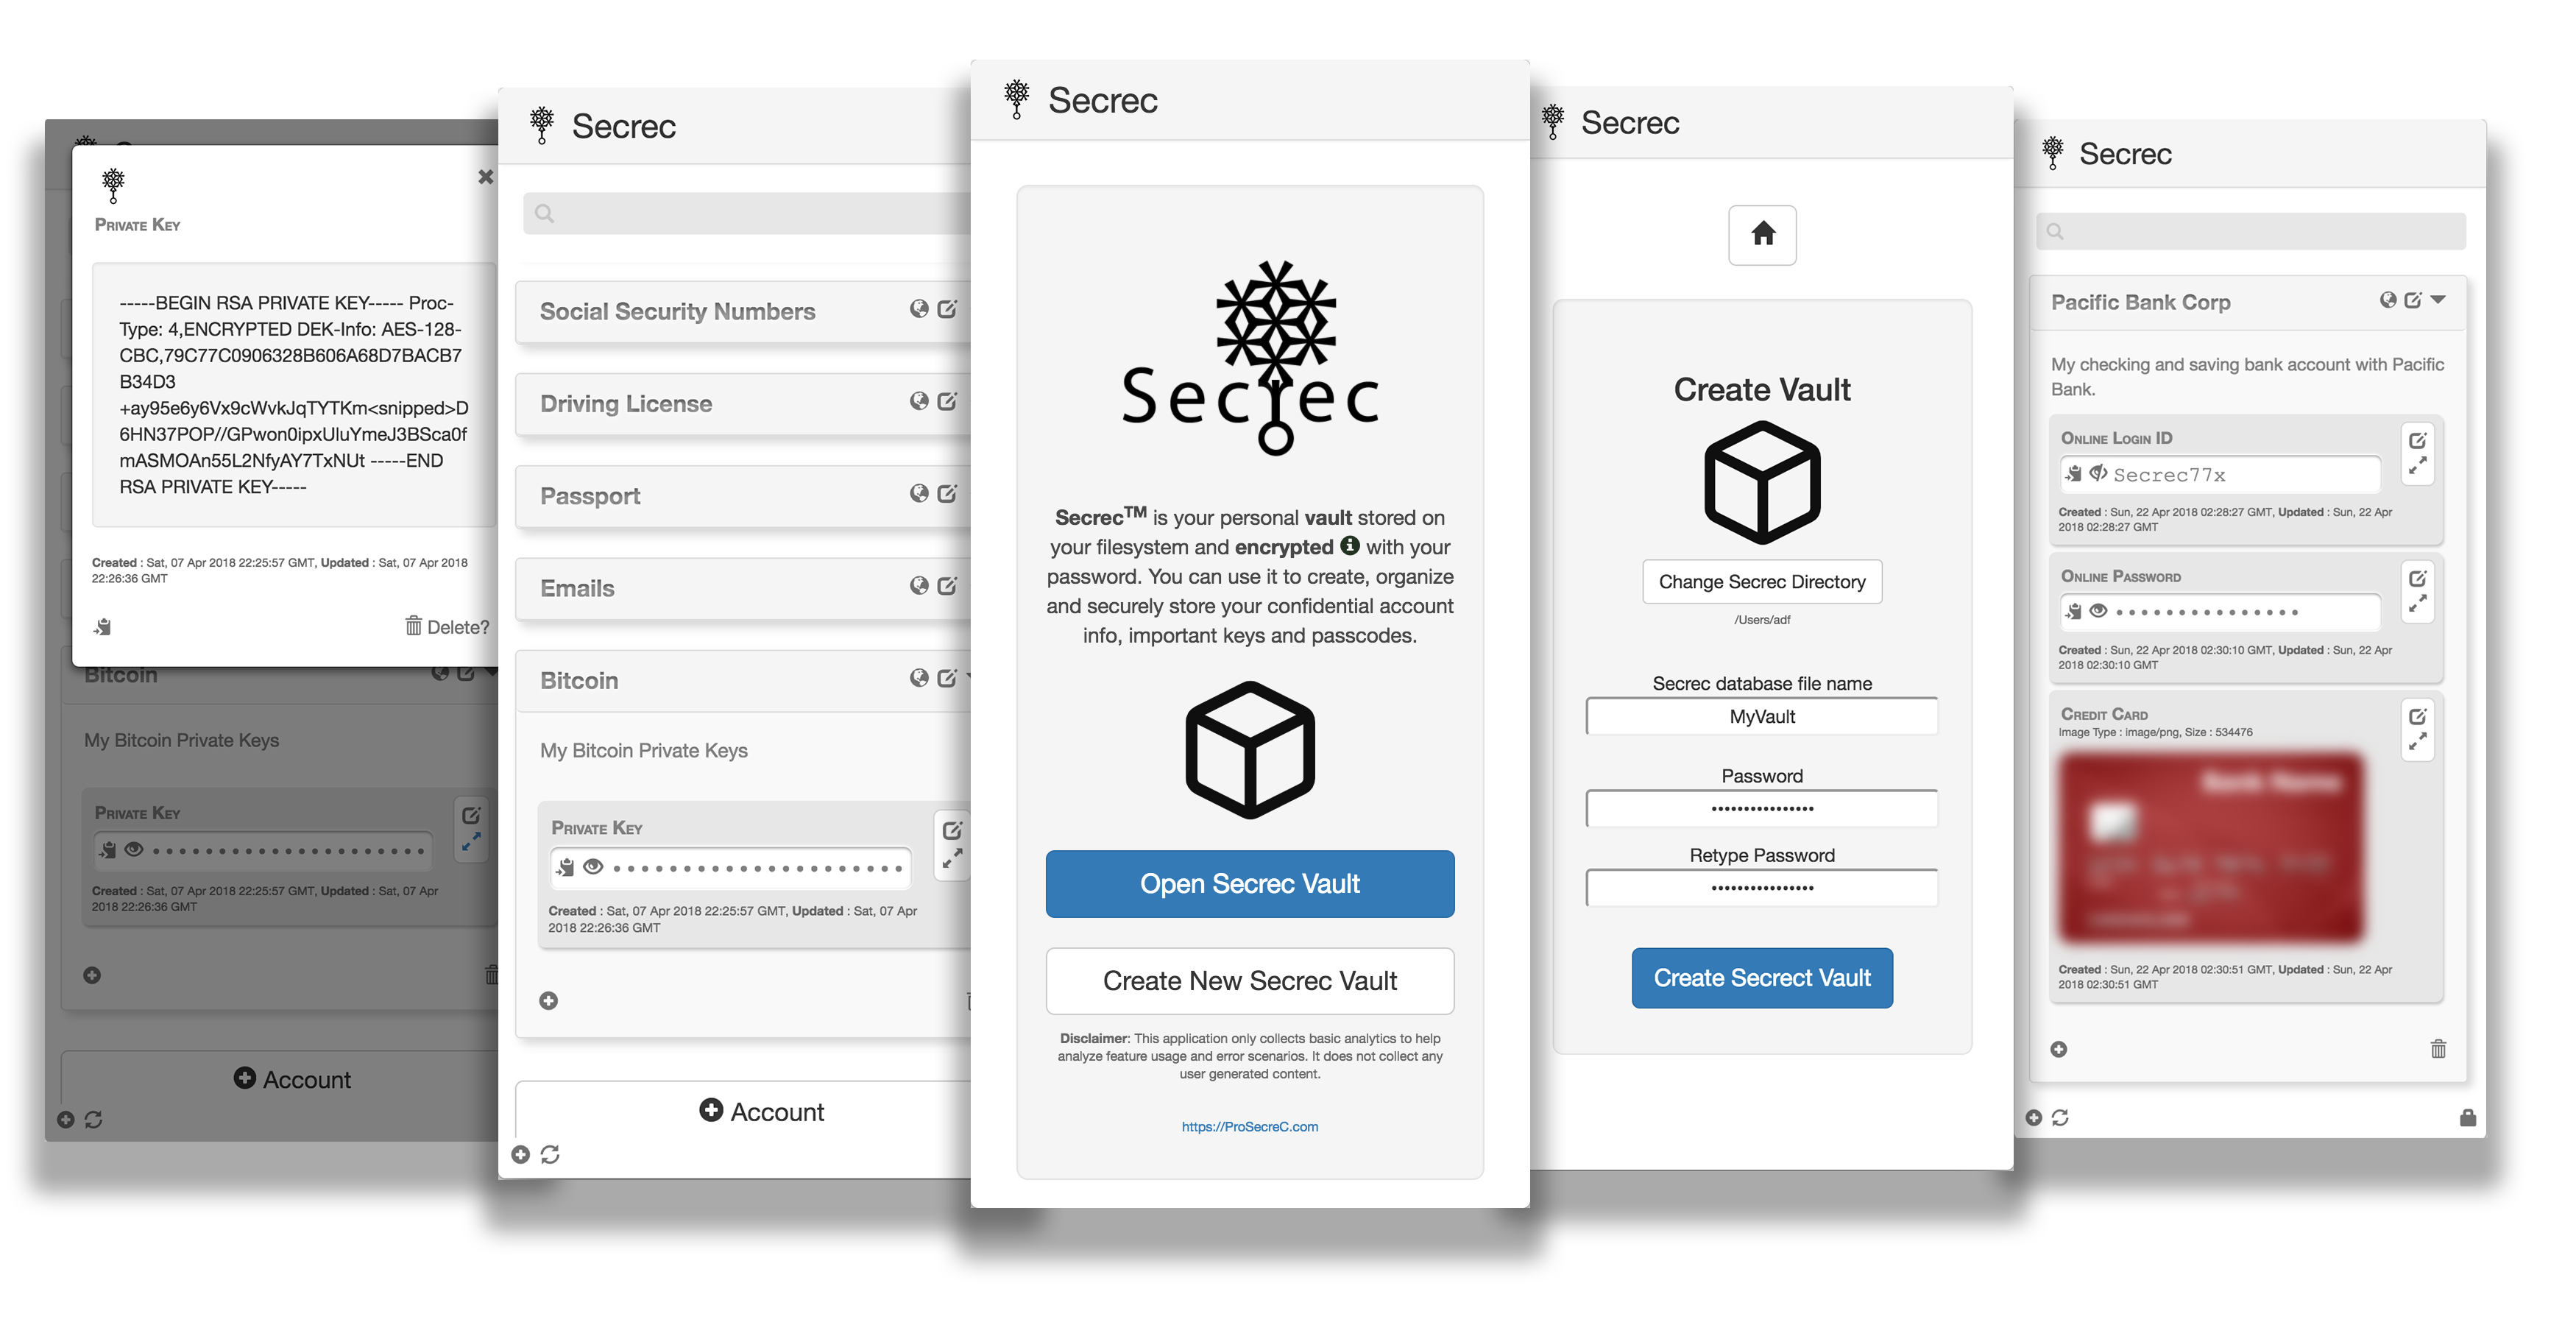 Private Key
-----BEGIN RSA PRIVATE KEY----- Proc-
Type: 4,ENCRYPTED DEK-Info: AES-128-
CBC,79C77C0906328B606A68D7BACB7
B34D3
+ay95e6y6Vx9cWvkJqTYTKm<snipped>D
6HN37POP//GPwon0ipxUluYmeJ3BSca0f
mASMOAn55L2NfyAY7TxNUt -----END
RSA PRIVATE KEY-----
Created : Sat, 07 Apr 2018 22:25:57 GMT, Updated : Sat, 07 Apr 2018
22:26:36 GMT
Delete?
Bitcoin
My Bitcoin Private Keys
Private Key
Created : Sat, 07 Apr 2018 22:25:57 GMT, Updated : Sat, 07 Apr
2018 22:26:36 GMT
Account
Secrec
Social Security Numbers
Driving License
Passport
Emails
Bitcoin
My Bitcoin Private Keys
Private Key
Created : Sat, 07 Apr 2018 22:25:57 GMT, Updated : Sat, 07 Apr
2018 22:26:36 GMT
Account
Secrec
Secrec
Secrec™ is your personal vault stored on
your filesystem and encrypted with your
password. You can use it to create, organize
and securely store your confidential account
info, important keys and passcodes.
Open Secrec Vault
Create New Secrec Vault
Disclaimer: This application only collects basic analytics to help
analyze feature usage and error scenarios. It does not collect any
user generated content.
https://ProSecreC.com
Secrec
Create Vault
Change Secrec Directory
/Users/adf
Secrec database file name
MyVault
Password
Retype Password
Create Secrect Vault
Secrec
Pacific Bank Corp
My checking and saving bank account with Pacific
Bank.
Online Login ID
Secrec77x
Created : Sun, 22 Apr 2018 02:28:27 GMT, Updated : Sun, 22 Apr
2018 02:28:27 GMT
Online Password
Created : Sun, 22 Apr 2018 02:30:10 GMT, Updated : Sun, 22 Apr
2018 02:30:10 GMT
Credit Card
Image Type : image/png, Size : 534476
Bank Name
Created : Sun, 22 Apr 2018 02:30:51 GMT, Updated : Sun, 22 Apr
2018 02:30:51 GMT